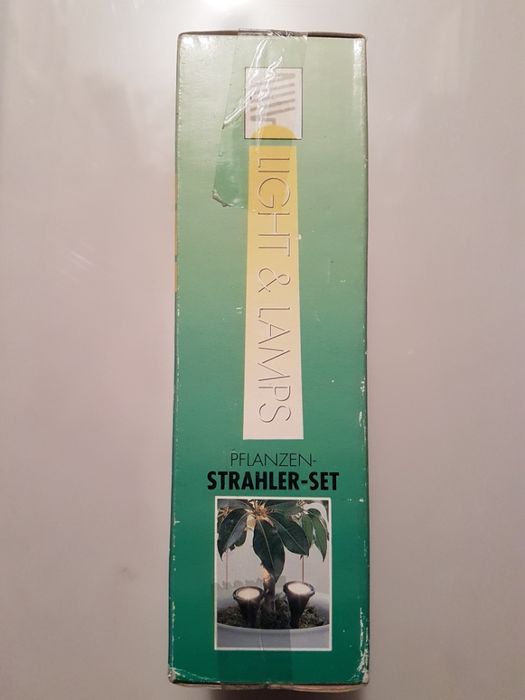 LIGHT & LAMPS
PFLANZEN-
STRAHLER-SET